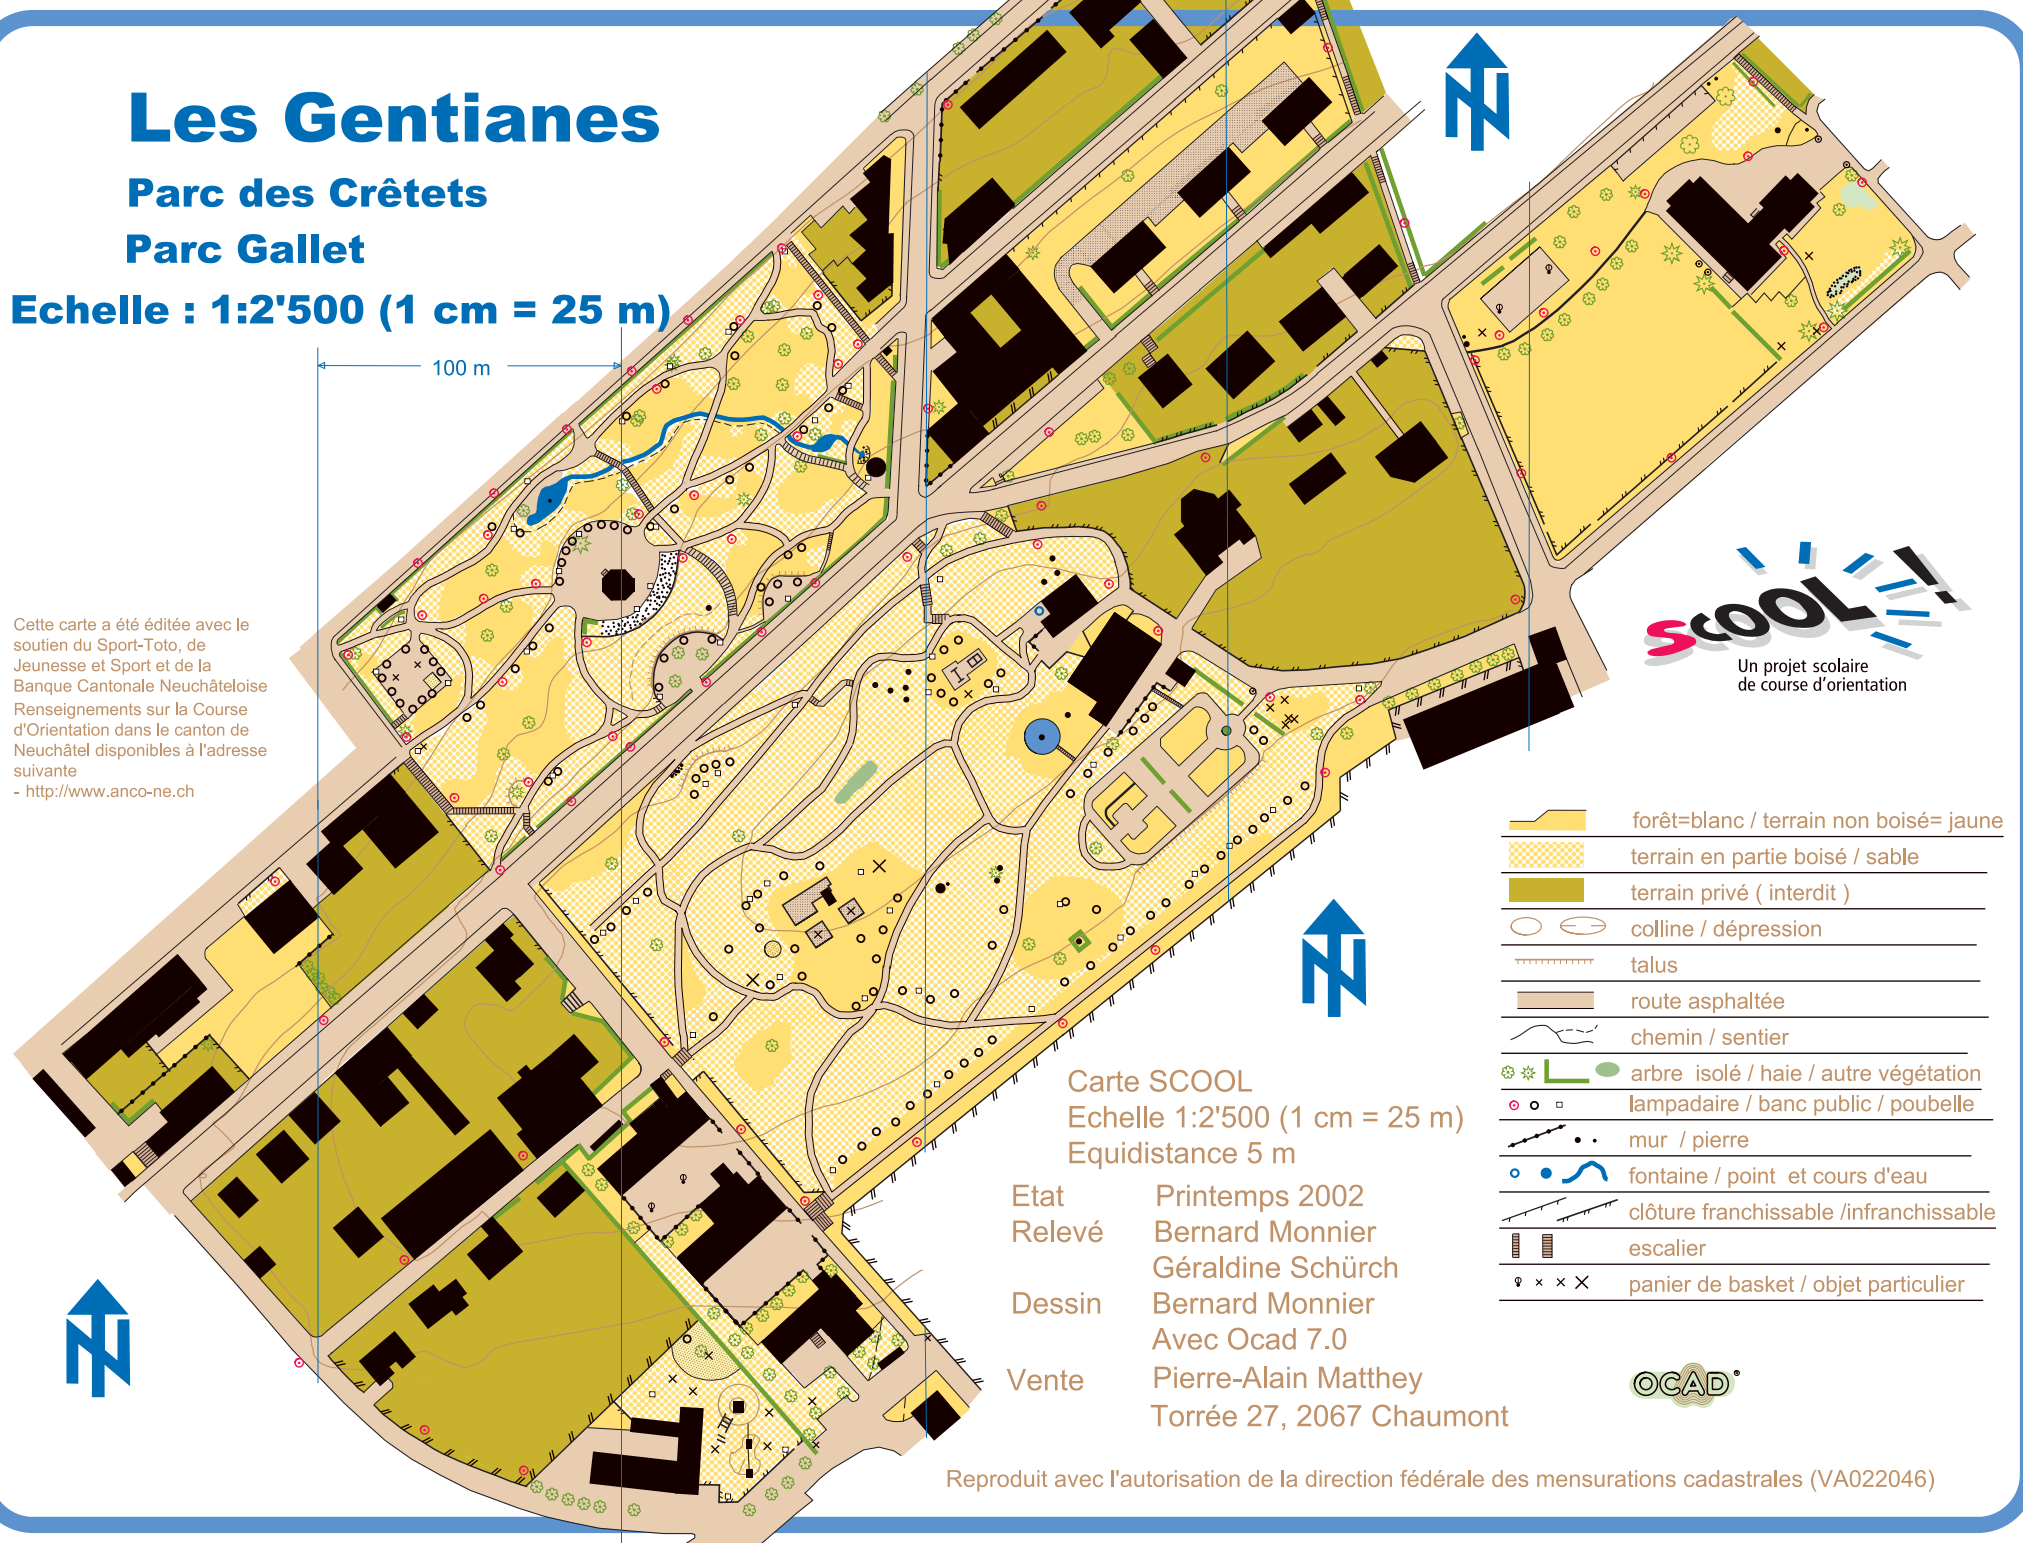 Les Gentianes
Parc des Crêtets
Parc Gallet
Echelle : 1:2'500 (1 cm = 25 m)
100 m
N
N
N
Cette carte a été éditée avec le
soutien du Sport-Toto, de
Jeunesse et Sport et de la
Banque Cantonale Neuchâteloise
Renseignements sur la Course
d'Orientation dans le canton de
Neuchâtel disponibles à l'adresse
suivante
- http://www.anco-ne.ch
sCOOL!
Un projet scolaire
de course d'orientation
forêt=blanc / terrain non boisé= jaune
terrain en partie boisé / sable
terrain privé ( interdit )
colline / dépression
talus
route asphaltée
chemin / sentier
arbre isolé / haie / autre végétation
lampadaire / banc public / poubelle
mur / pierre
fontaine / point et cours d'eau
clôture franchissable /infranchissable
escalier
panier de basket / objet particulier
Carte SCOOL
Echelle 1:2'500 (1 cm = 25 m)
Equidistance 5 m
Etat Printemps 2002
Relevé Bernard Monnier
Géraldine Schürch
Dessin Bernard Monnier
Avec Ocad 7.0
Vente Pierre-Alain Matthey
Torrée 27, 2067 Chaumont
OCAD
Reproduit avec l'autorisation de la direction fédérale des mensurations cadastrales (VA022046)